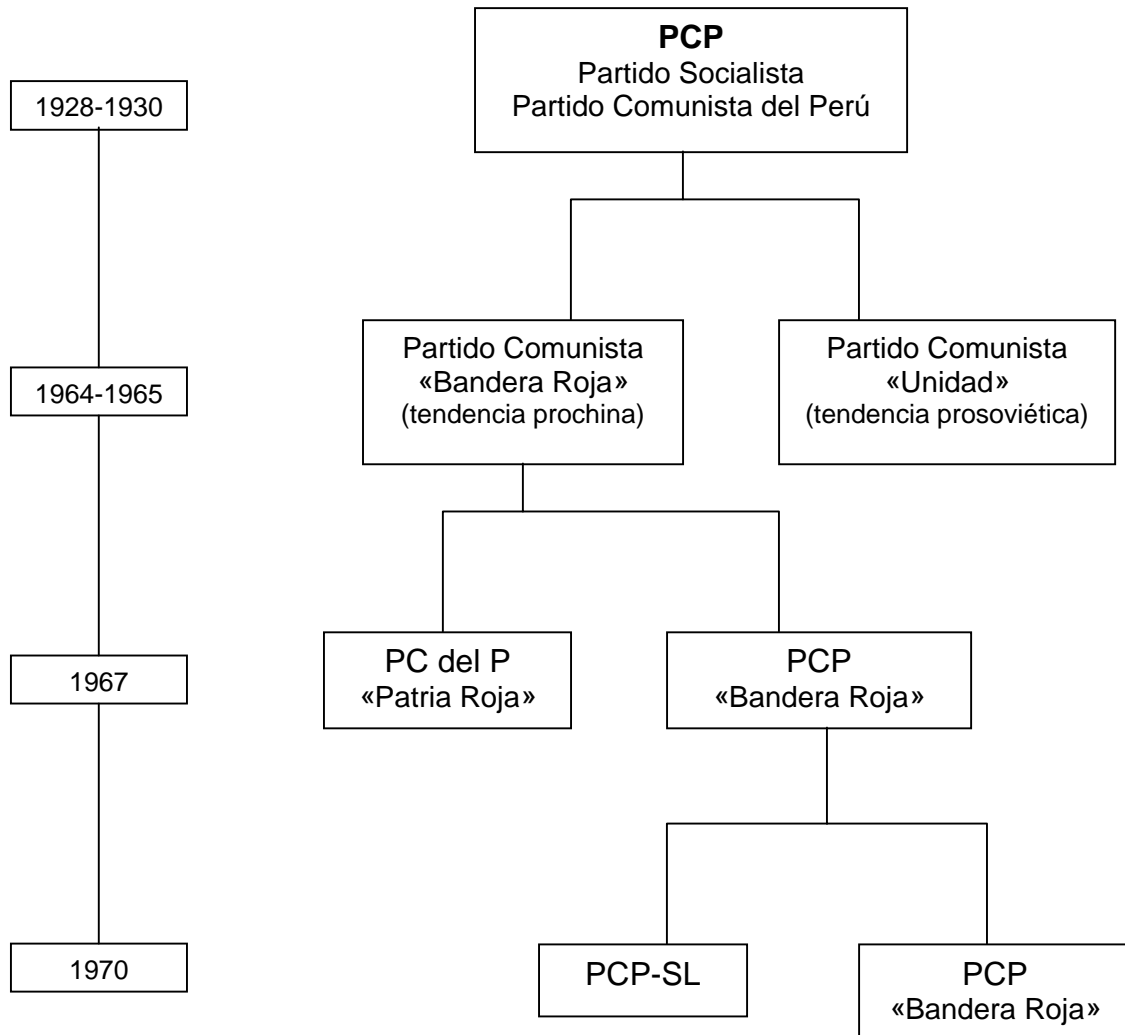 PCP
Partido Socialista
Partido Comunista del Perú
1928-1930
Partido Comunista
«Bandera Roja»
(tendencia prochina)
Partido Comunista
«Unidad»
(tendencia prosoviética)
1964-1965
PC del P
«Patria Roja»
PCP
«Bandera Roja»
1967
PCP-SL
PCP
«Bandera Roja»
1970